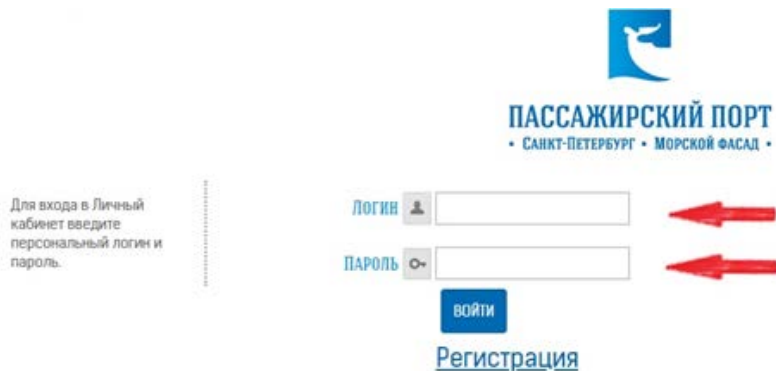 ПАССАЖИРСКИЙ ПОРТ
• Санкт-Петербург • Морской фасад •
Для входа в Личный
кабинет введите
персональный логин и
пароль.
Логин
Пароль
ВОЙТИ
Регистрация